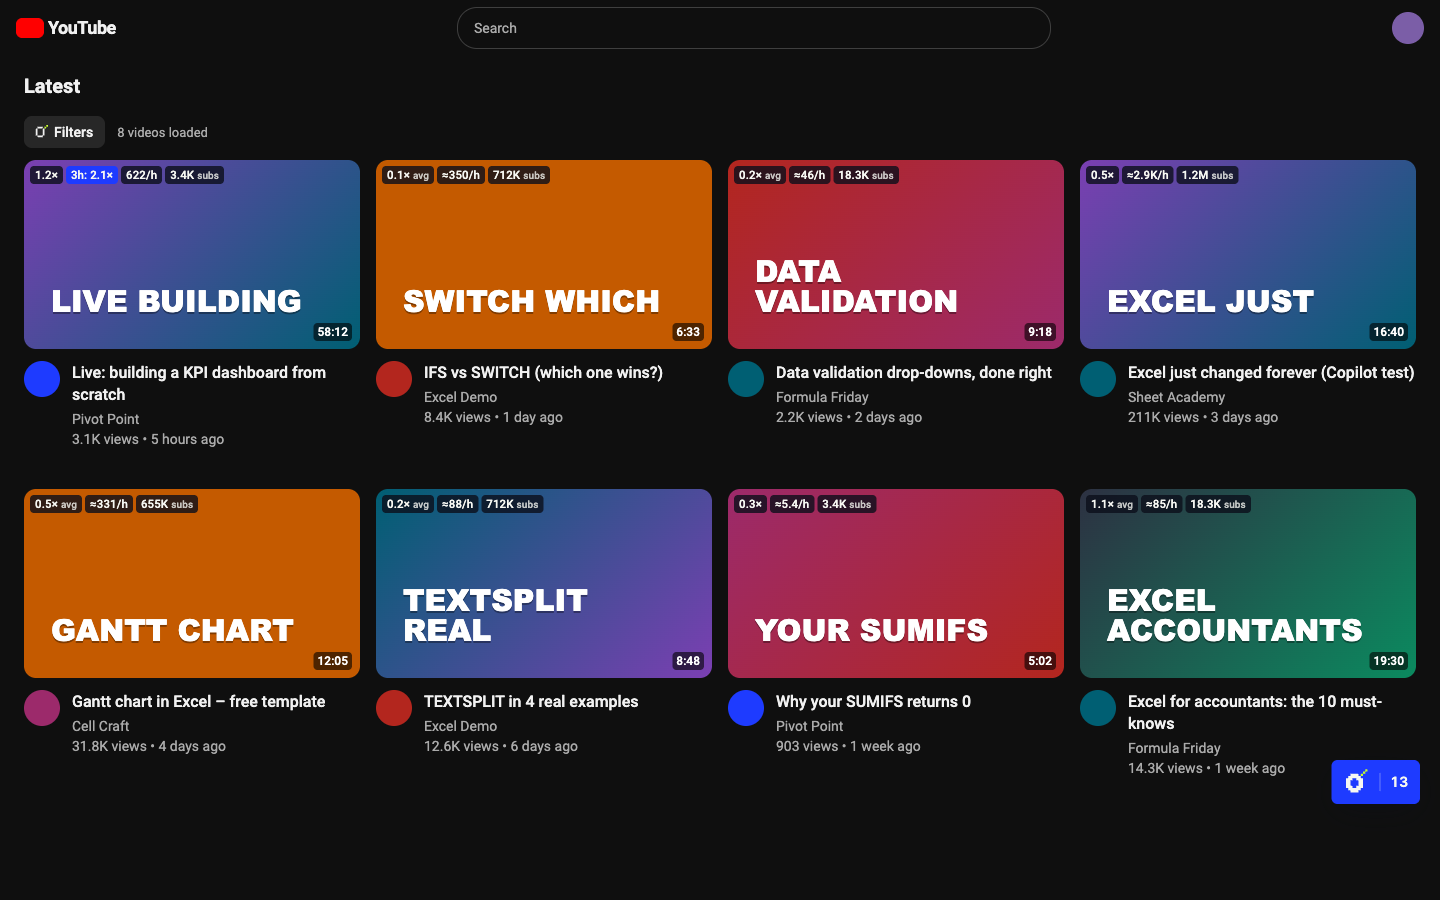 YouTube
Search
Latest
Filters
8 videos loaded
1.2×
3h: 2.1×
622/h
3.4K subs
LIVE BUILDING
58:12
Live: building a KPI dashboard from
scratch
Pivot Point
3.1K views • 5 hours ago
0.1× avg
≈350/h
712K subs
SWITCH WHICH
6:33
IFS vs SWITCH (which one wins?)
Excel Demo
8.4K views • 1 day ago
0.2× avg
≈46/h
18.3K subs
DATA
VALIDATION
9:18
Data validation drop-downs, done right
Formula Friday
2.2K views • 2 days ago
0.5×
≈2.9K/h
1.2M subs
EXCEL JUST
16:40
Excel just changed forever (Copilot test)
Sheet Academy
211K views • 3 days ago
0.5× avg
≈331/h
655K subs
GANTT CHART
12:05
Gantt chart in Excel – free template
Cell Craft
31.8K views • 4 days ago
0.2× avg
≈88/h
712K subs
TEXTSPLIT
REAL
8:48
TEXTSPLIT in 4 real examples
Excel Demo
12.6K views • 6 days ago
0.3×
≈5.4/h
3.4K subs
YOUR SUMIFS
5:02
Why your SUMIFS returns 0
Pivot Point
903 views • 1 week ago
1.1× avg
≈85/h
18.3K subs
EXCEL
ACCOUNTANTS
19:30
Excel for accountants: the 10 must-
knows
Formula Friday
14.3K views • 1 week ago
13